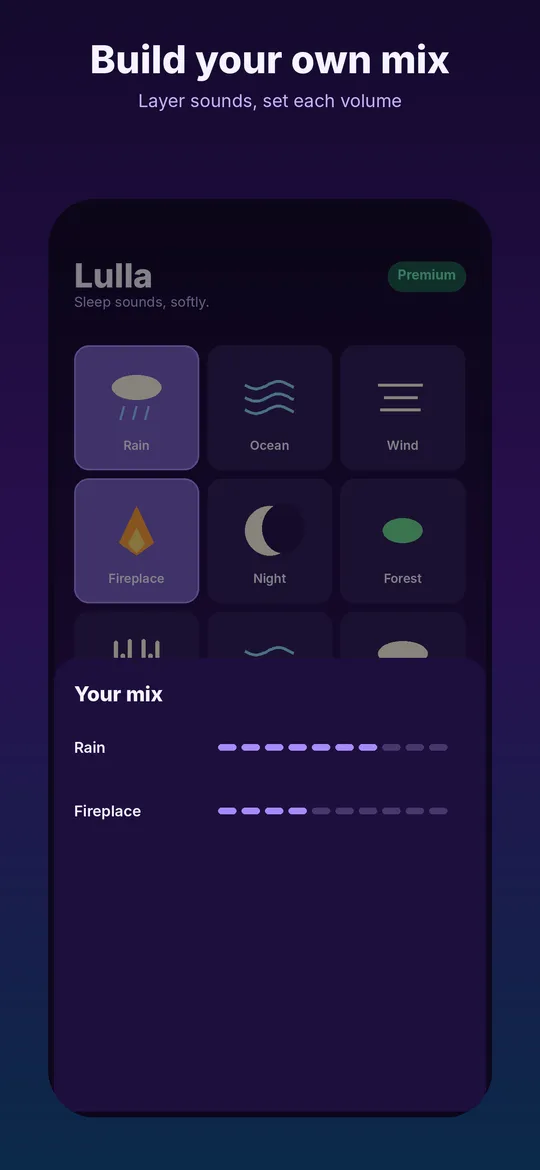 Build your own mix
Layer sounds, set each volume
Lulla
Premium
Sleep sounds, softly.
Rain
Ocean
Wind
Fireplace
Night
Forest
Your mix
Rain
Fireplace